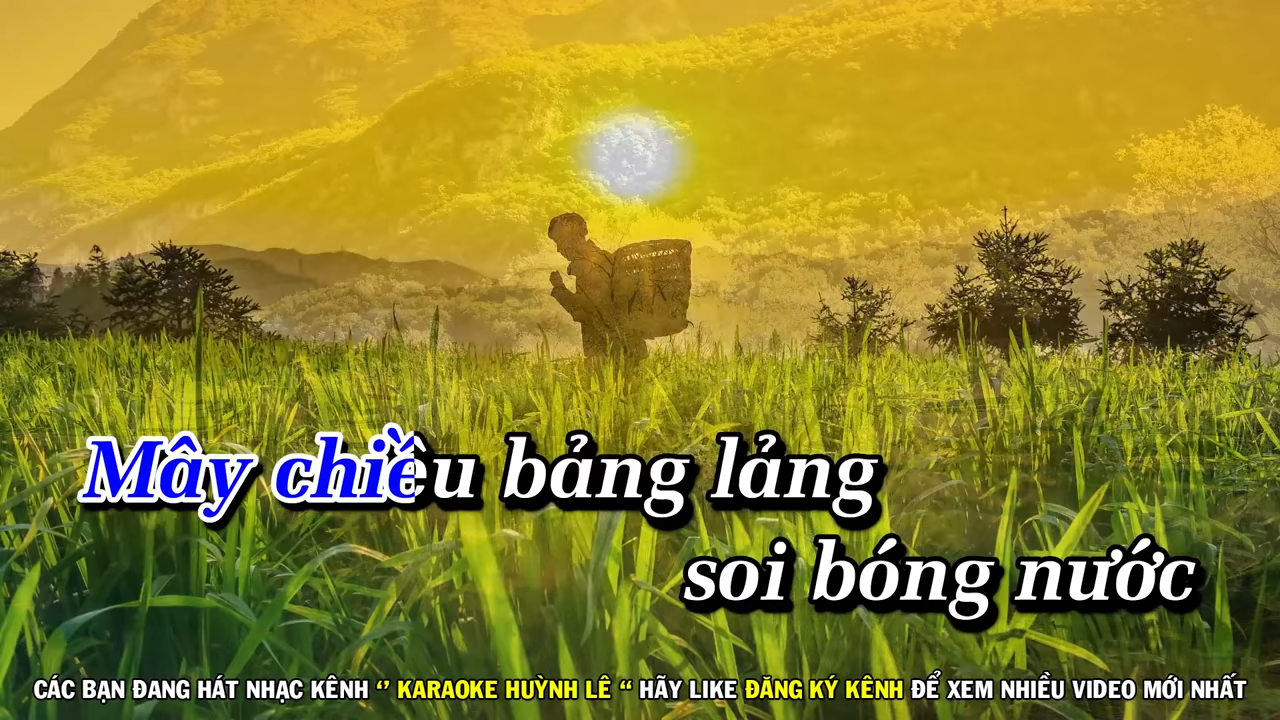 Mây chiều bảng lảng
soi bóng nước
CÁC BẠN ĐANG HÁT NHẠC KÊNH ‘’ KARAOKE HUỲNH LÊ “ HÃY LIKE ĐĂNG KÝ KÊNH ĐỂ XEM NHIỀU VIDEO MỚI NHẤT